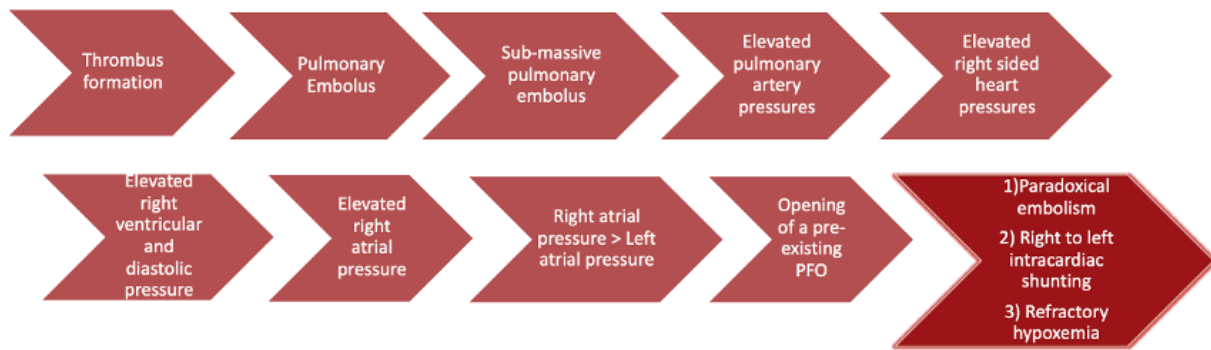 Thrombus
formation
Pulmonary
Embolus
Sub-massive
pulmonary
embolus
Elevated
pulmonary
artery
pressures
Elevated
right sided
heart
pressures
Elevated
right
ventricular
and
diastolic
pressure
Elevated
right
atrial
pressure
Right atrial
pressure > Left
atrial pressure
Opening
of a pre-
existing
PFO
1)Paradoxical
embolism
2) Right to left
intracardiac
shunting
3) Refractory
hypoxemia